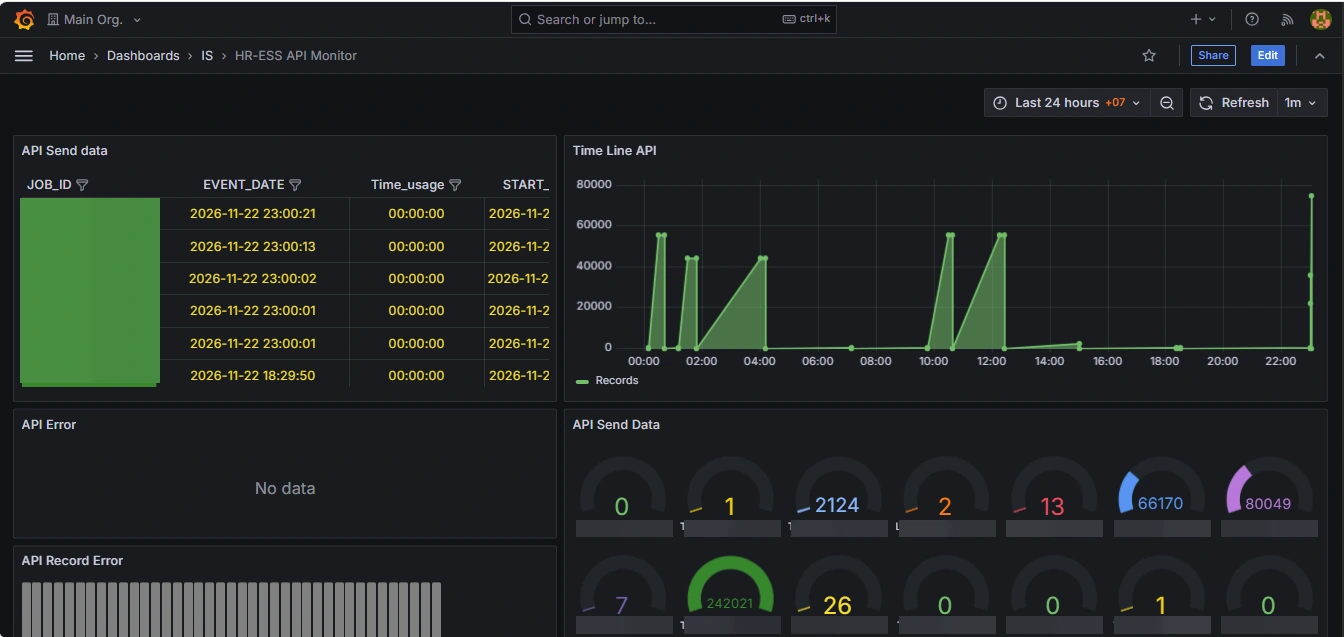 Main Org.
Search or jump to...
ctrl+k
Home › Dashboards › IS › HR-ESS API Monitor
Share
Edit
Last 24 hours +07
Refresh
1m
API Send data
JOB_ID EVENT_DATE Time_usage START_
2026-11-22 23:00:21 00:00:00 2026-11-2
2026-11-22 23:00:13 00:00:00 2026-11-2
2026-11-22 23:00:02 00:00:00 2026-11-2
2026-11-22 23:00:01 00:00:00 2026-11-2
2026-11-22 23:00:01 00:00:00 2026-11-2
2026-11-22 18:29:50 00:00:00 2026-11-2
Time Line API
80000
60000
40000
20000
0
00:00 02:00 04:00 06:00 08:00 10:00 12:00 14:00 16:00 18:00 20:00 22:00
Records
API Error
No data
API Record Error
API Send Data
0 1 2124 2 13 66170 80049
7 242021 26 0 0 1 0